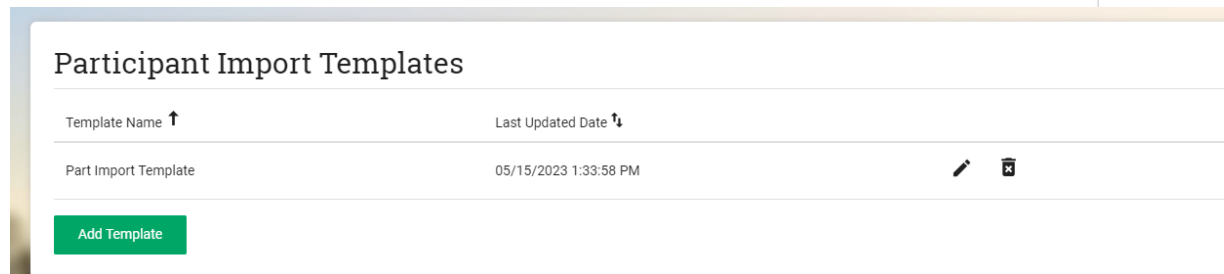 Participant Import Templates
Template Name Last Updated Date
Part Import Template 05/15/2023 1:33:58 PM
Add Template